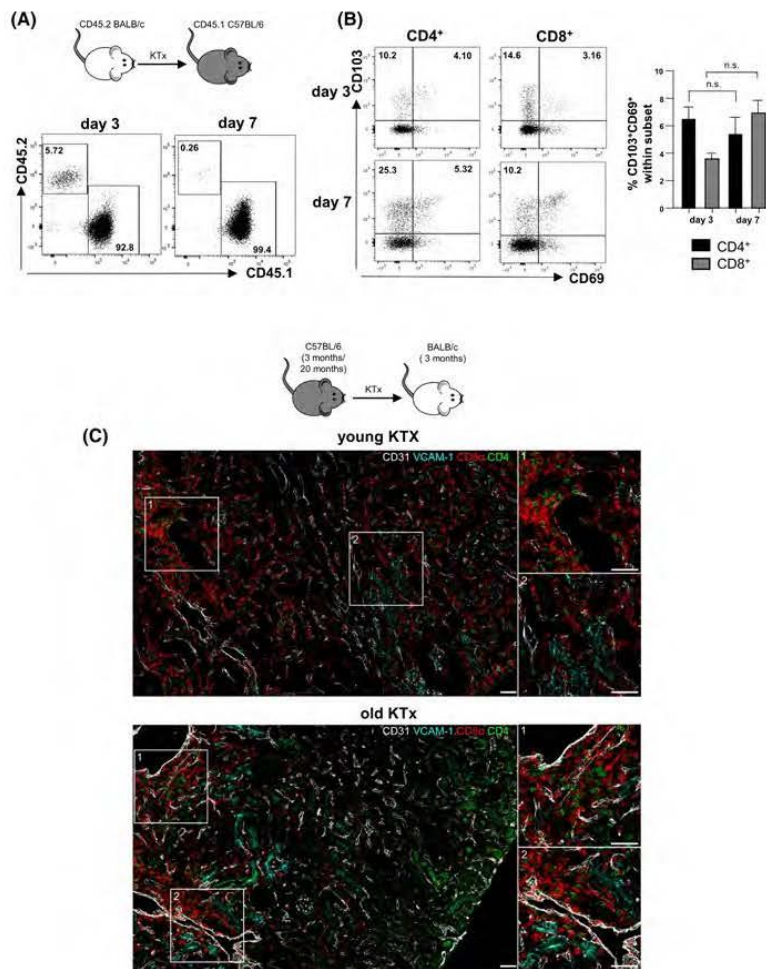 (A)
CD45.2 BALB/c
CD45.1 C57BL/6
KTx
day 3
day 7
CD45.2
5.72
0.26
92.8
99.4
CD45.1
(B)
CD4⁺
CD8⁺
CD103
day 3
10.2
4.10
14.6
3.16
day 7
25.3
5.32
10.2
CD69
% CD103⁺CD69⁺
within subset
10
8
6
4
2
0
n.s.
n.s.
day 3
day 7
CD4⁺
CD8⁺
C57BL/6
(3 months/
20 months)
BALB/c
( 3 months)
KTx
(C)
young KTX
CD31 VCAM-1 CD8α CD4
1
2
1
2
old KTx
CD31 VCAM-1 CD8α CD4
1
2
1
2